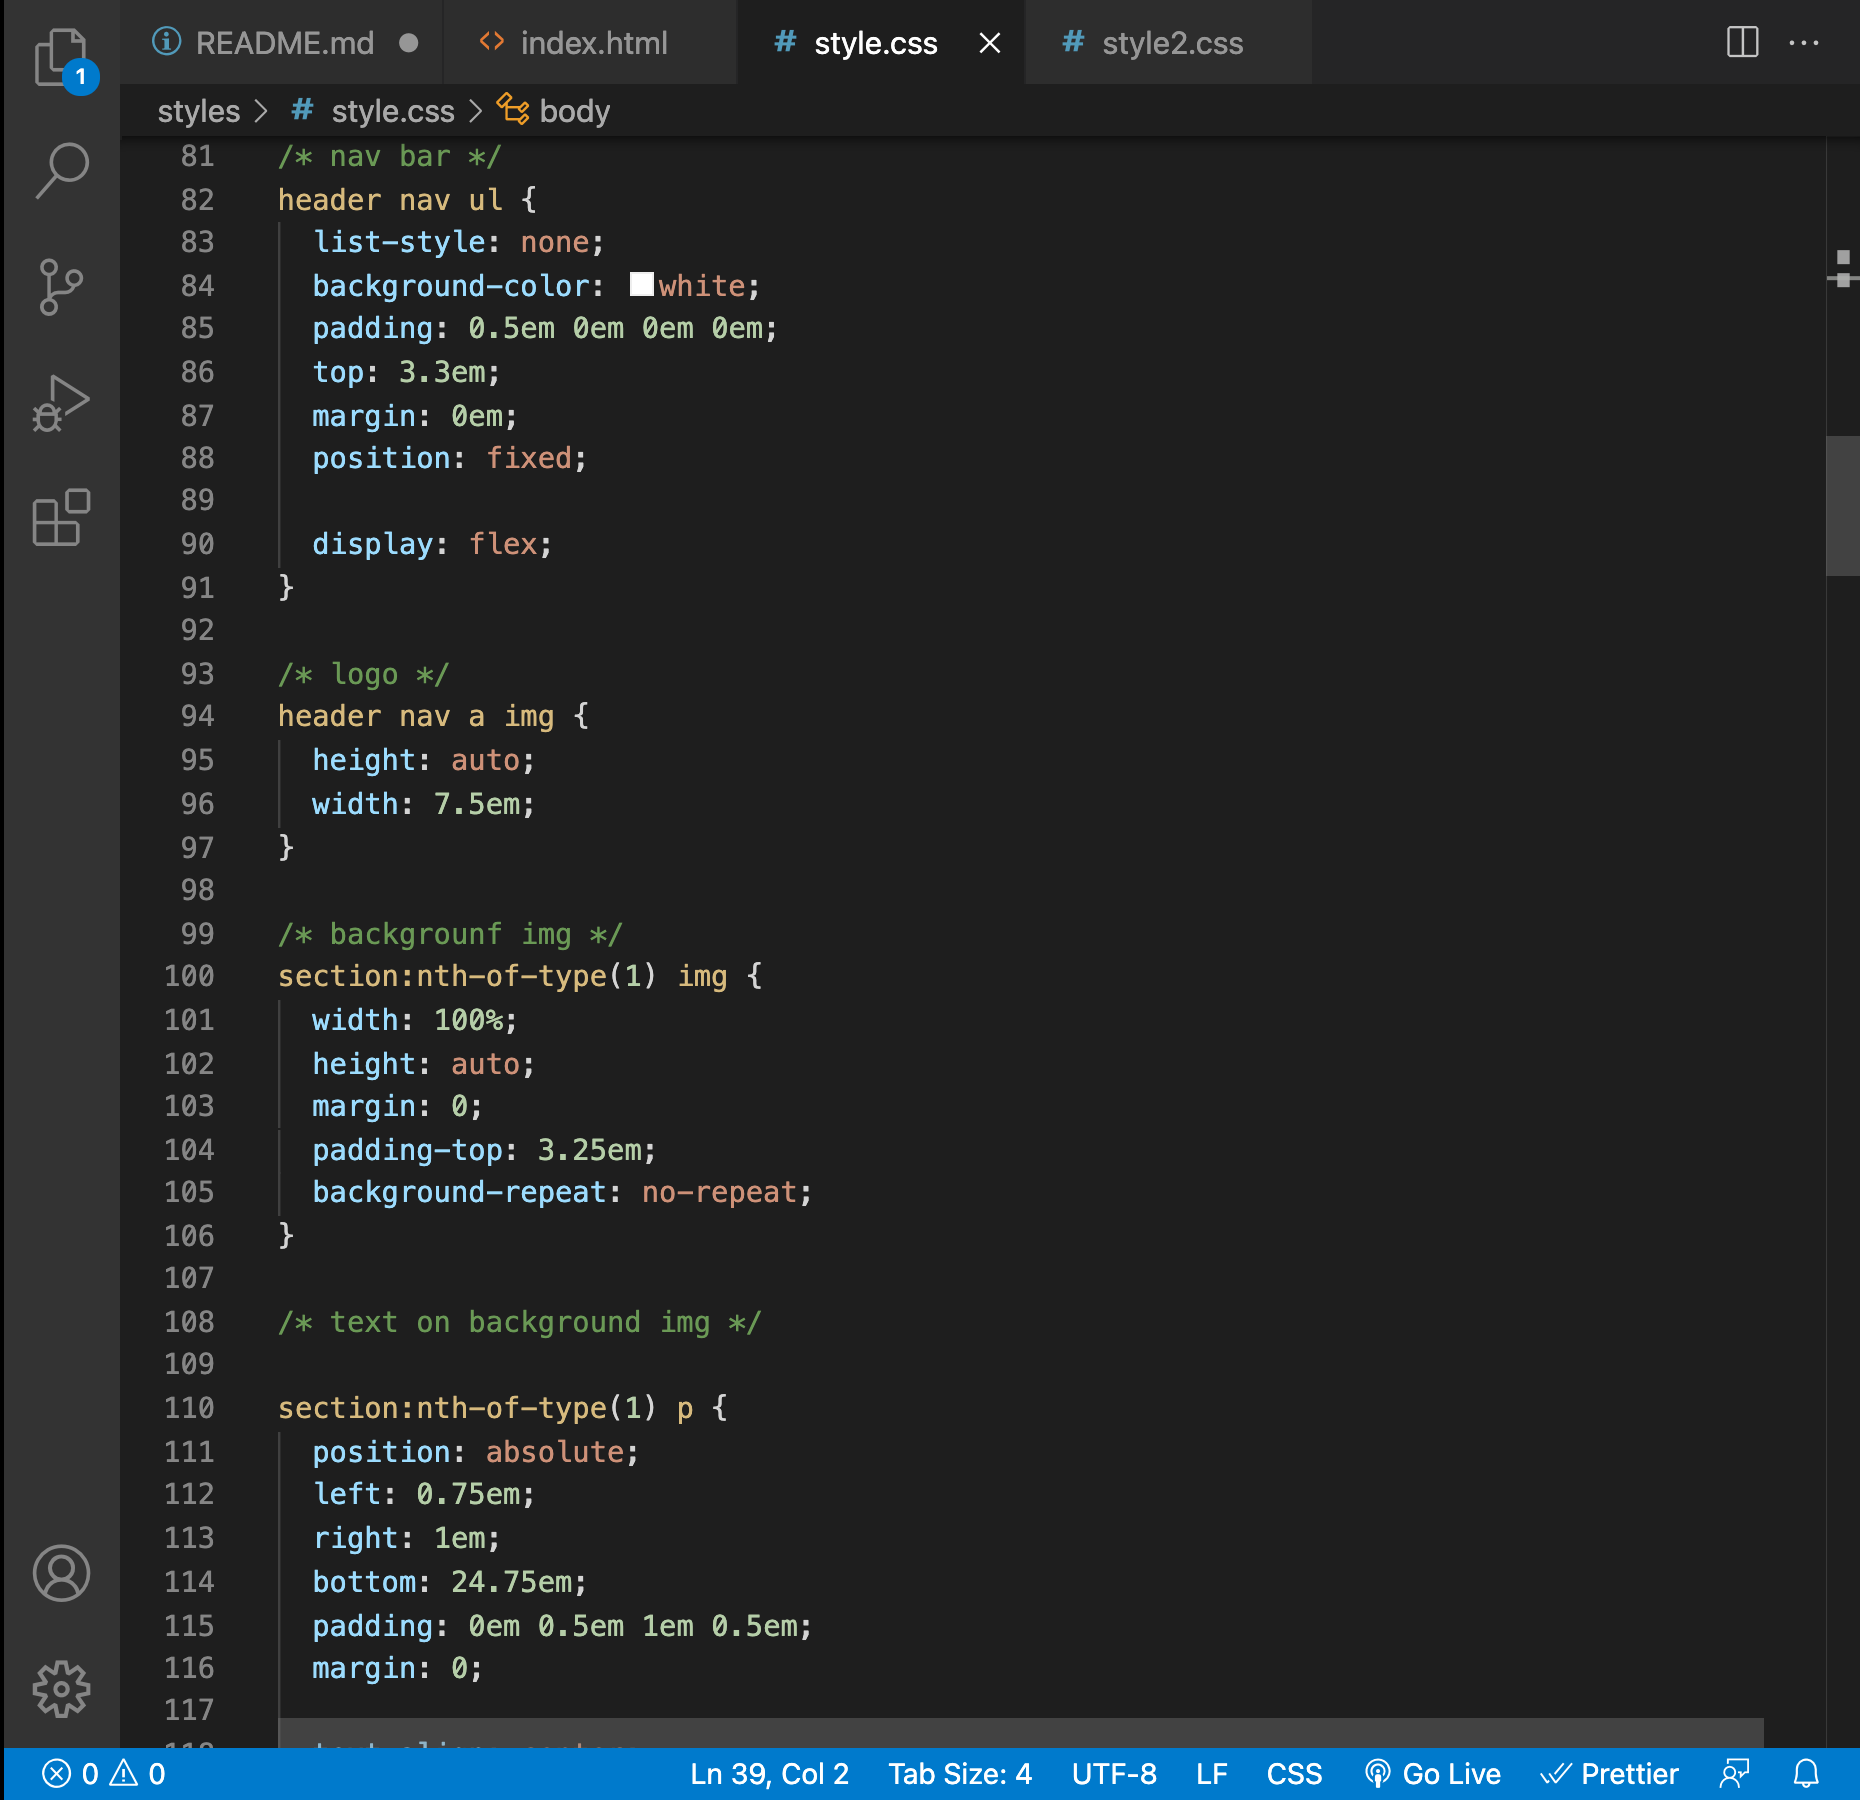 README.md index.html style.css style2.css
1
styles > style.css > body
81 /* nav bar */
82 header nav ul {
83 list-style: none;
84 background-color: white;
85 padding: 0.5em 0em 0em 0em;
86 top: 3.3em;
87 margin: 0em;
88 position: fixed;
89
90 display: flex;
91 }
92
93 /* logo */
94 header nav a img {
95 height: auto;
96 width: 7.5em;
97 }
98
99 /* backgrounf img */
100 section:nth-of-type(1) img {
101 width: 100%;
102 height: auto;
103 margin: 0;
104 padding-top: 3.25em;
105 background-repeat: no-repeat;
106 }
107
108 /* text on background img */
109
110 section:nth-of-type(1) p {
111 position: absolute;
112 left: 0.75em;
113 right: 1em;
114 bottom: 24.75em;
115 padding: 0em 0.5em 1em 0.5em;
116 margin: 0;
117
0 0 Ln 39, Col 2 Tab Size: 4 UTF-8 LF CSS Go Live Prettier